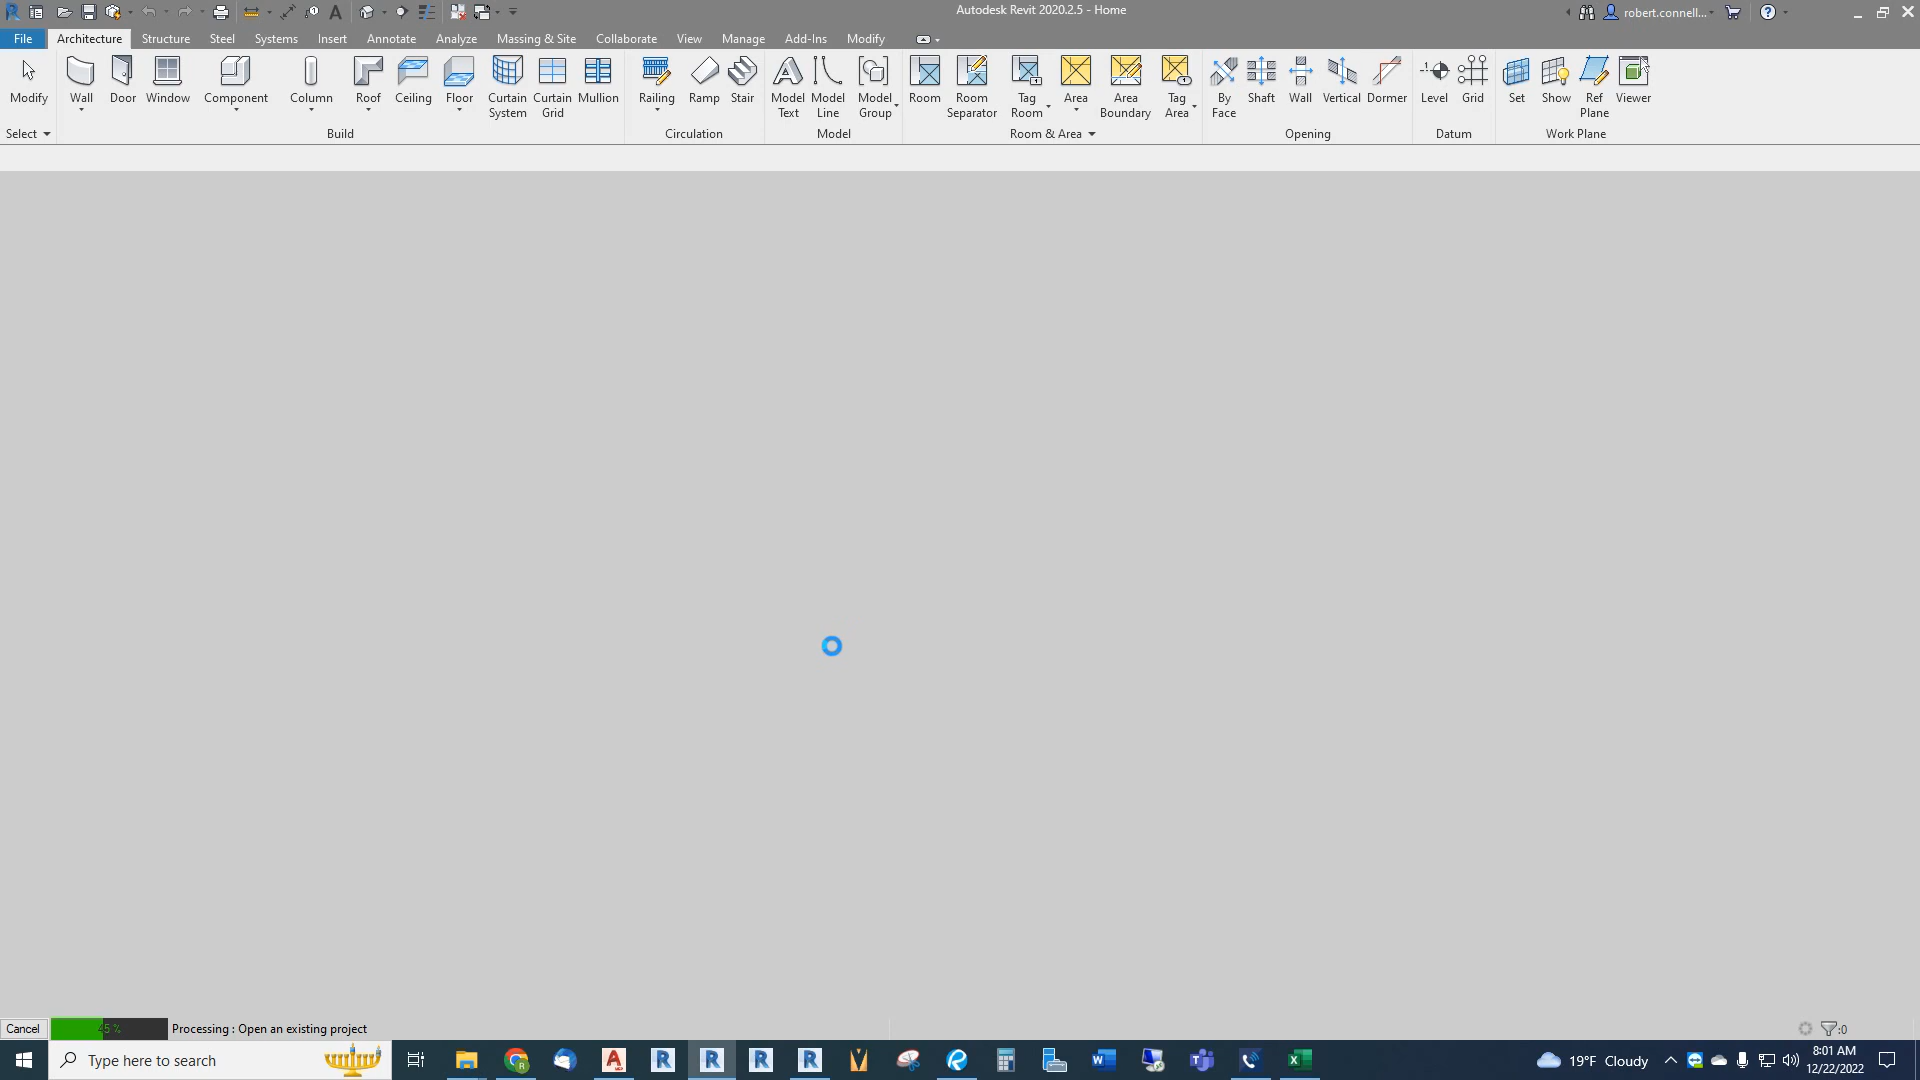 Autodesk Revit 2020.2.5 - Home
robert.connell...
File
Architecture
Structure
Steel
Systems
Insert
Annotate
Analyze
Massing & Site
Collaborate
View
Manage
Add-Ins
Modify
Modify
Wall
Door
Window
Component
Column
Roof
Ceiling
Floor
Curtain System
Curtain Grid
Mullion
Railing
Ramp
Stair
Model Text
Model Line
Model Group
Room
Room Separator
Tag Room
Area
Area Boundary
Tag Area
By Face
Shaft
Wall
Vertical
Dormer
Level
Grid
Set
Show
Ref Plane
Viewer
Select
Build
Circulation
Model
Room & Area
Opening
Datum
Work Plane
Cancel
45 %
Processing : Open an existing project
:0
Type here to search
19°F Cloudy
8:01 AM
12/22/2022